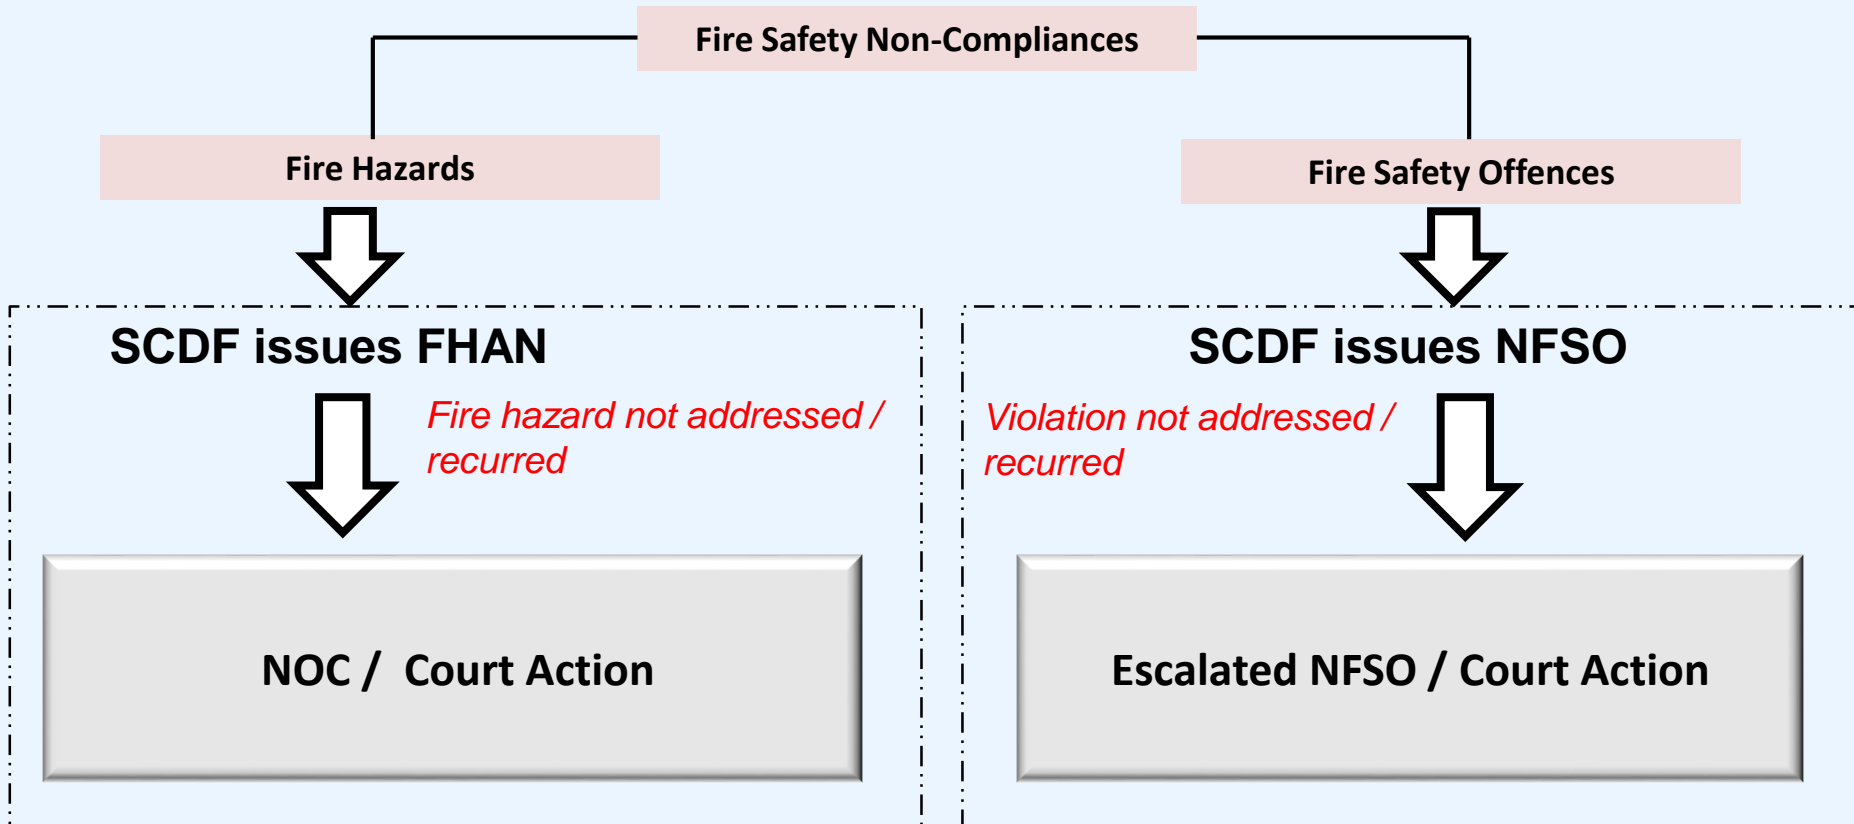 Fire Safety Non-Compliances
Fire Hazards
Fire Safety Offences
SCDF issues FHAN
Fire hazard not addressed /
recurred
NOC /  Court Action
SCDF issues NFSO
Violation not addressed /
recurred
Escalated NFSO / Court Action